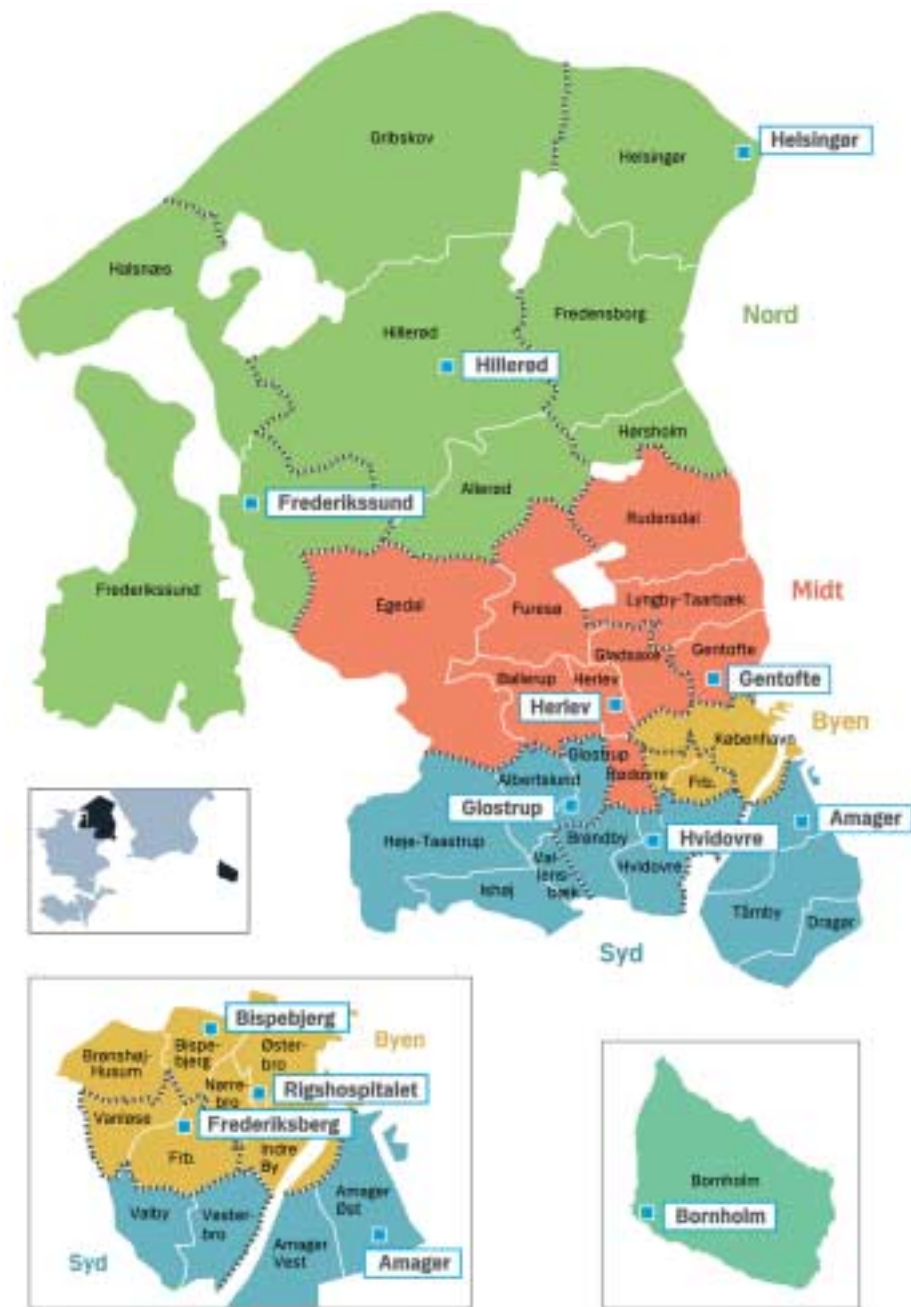 Gribskov
Helsingør
Helsingør
Halsnæs
Hillerød
Fredensborg
Nord
Hillerød
Hørsholm
Allerød
Frederikssund
Rudersdal
Frederikssund
Egedal
Furesø
Lyngby-Taarbæk
Midt
Gladsaxe
Gentofte
Gentofte
Ballerup
Herlev
Herlev
Byen
København
Glostrup
Rødovre
Frb.
Albertslund
Glostrup
Amager
Høje-Taastrup
Brøndby
Hvidovre
Hvidovre
Val
lens-
bæk
Ishøj
Tårnby
Dragør
Syd
Bispebjerg
Byen
Bispe-
bjerg
Øster-
bro
Brønshøj-
Husum
Nørre-
bro
Rigshospitalet
Vanløse
Frederiksberg
Frb.
Indre
By
Valby
Vester-
bro
Amager
Øst
Amager
Vest
Syd
Amager
Bornholm
Bornholm